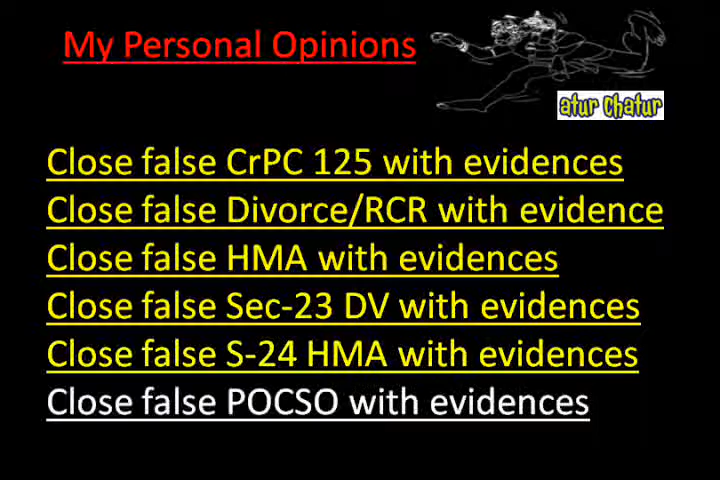 My Personal Opinions
atur Chatur
Close false CrPC 125 with evidences
Close false Divorce/RCR with evidence
Close false HMA with evidences
Close false Sec-23 DV with evidences
Close false S-24 HMA with evidences
Close false POCSO with evidences